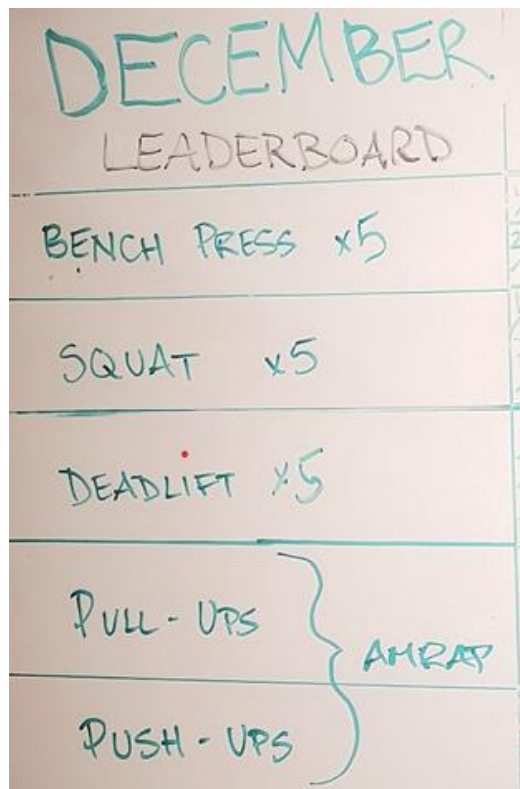 DECEMBER
LEADERBOARD
BENCH PRESS x5
SQUAT x5
DEADLIFT x5
PULL-UPS
AMRAP
PUSH-UPS